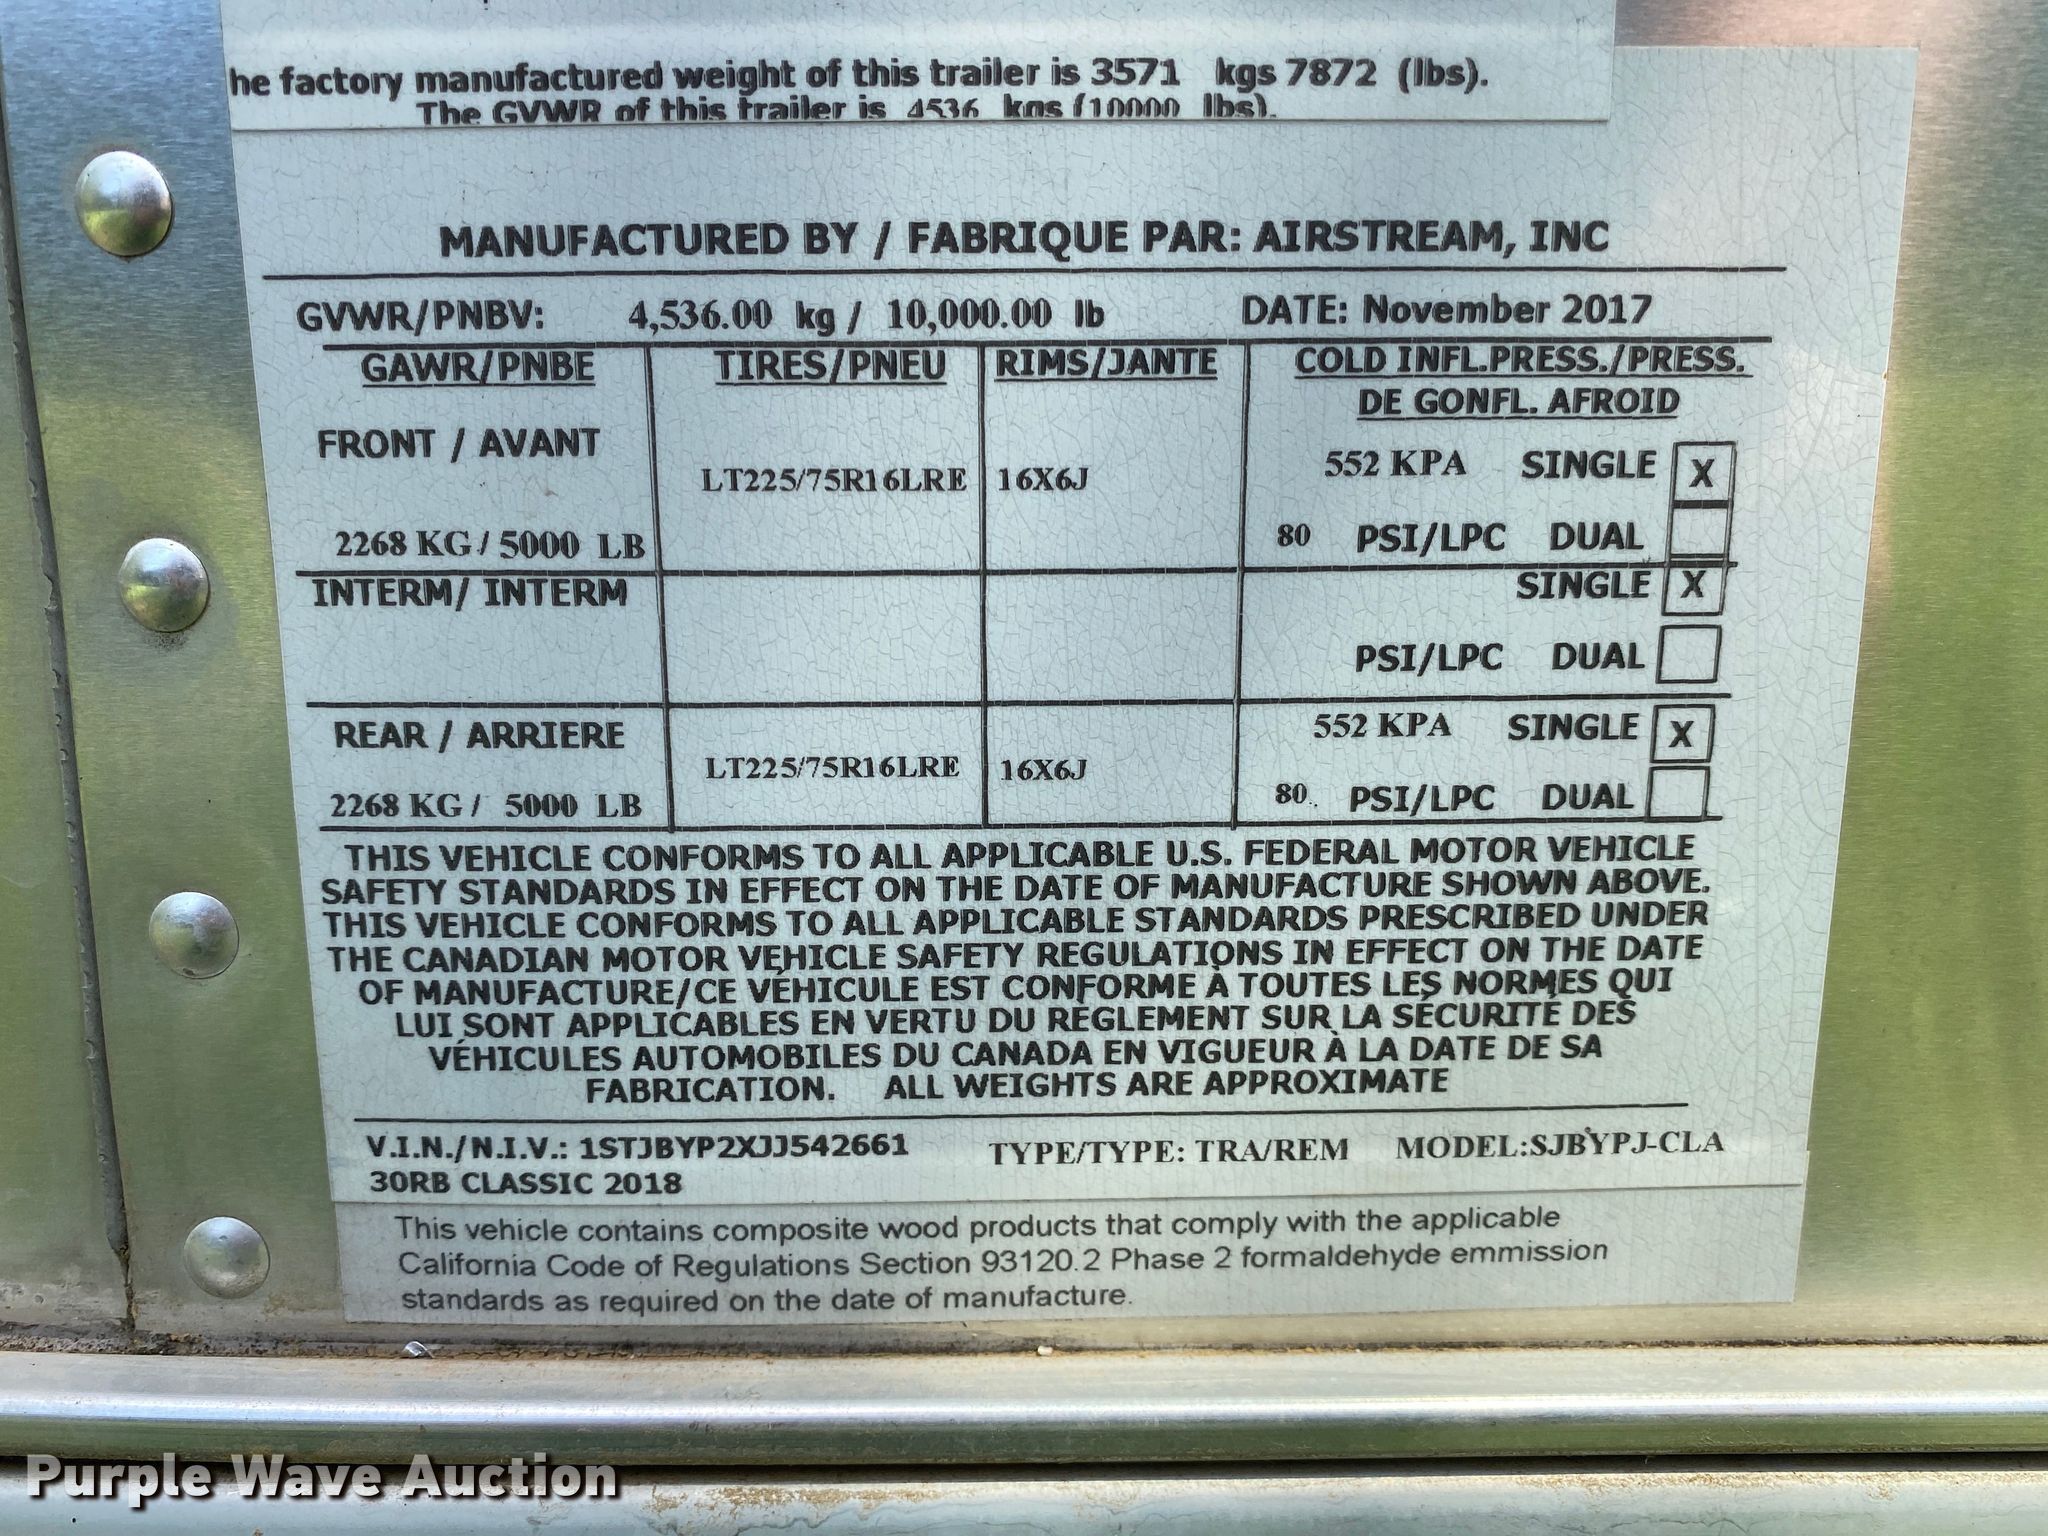 he factory manufactured weight of this trailer is 3571 kgs 7872 (lbs).
The GVWR of this trailer is 4536 kgs (10000 lbs).
MANUFACTURED BY / FABRIQUE PAR: AIRSTREAM, INC
GVWR/PNBV: 4,536.00 kg / 10,000.00 lb DATE: November 2017
GAWR/PNBE TIRES/PNEU RIMS/JANTE COLD INFL.PRESS./PRESS.
DE GONFL. AFROID
FRONT / AVANT LT225/75R16LRE 16X6J 552 KPA SINGLE X
2268 KG / 5000 LB 80 PSI/LPC DUAL
INTERM/ INTERM SINGLE X
PSI/LPC DUAL
REAR / ARRIERE LT225/75R16LRE 16X6J 552 KPA SINGLE X
2268 KG / 5000 LB 80 PSI/LPC DUAL
THIS VEHICLE CONFORMS TO ALL APPLICABLE U.S. FEDERAL MOTOR VEHICLE
SAFETY STANDARDS IN EFFECT ON THE DATE OF MANUFACTURE SHOWN ABOVE.
THIS VEHICLE CONFORMS TO ALL APPLICABLE STANDARDS PRESCRIBED UNDER
THE CANADIAN MOTOR VEHICLE SAFETY REGULATIONS IN EFFECT ON THE DATE
OF MANUFACTURE/CE VÉHICULE EST CONFORME À TOUTES LES NORMES QUI
LUI SONT APPLICABLES EN VERTU DU RÈGLEMENT SUR LA SÉCURITÉ DES
VÉHICULES AUTOMOBILES DU CANADA EN VIGUEUR À LA DATE DE SA
FABRICATION. ALL WEIGHTS ARE APPROXIMATE
V.I.N./N.I.V.: 1STJBYP2XJJ542661 TYPE/TYPE: TRA/REM MODEL:SJBYPJ-CLA
30RB CLASSIC 2018
This vehicle contains composite wood products that comply with the applicable
California Code of Regulations Section 93120.2 Phase 2 formaldehyde emmission
standards as required on the date of manufacture.
Purple Wave Auction